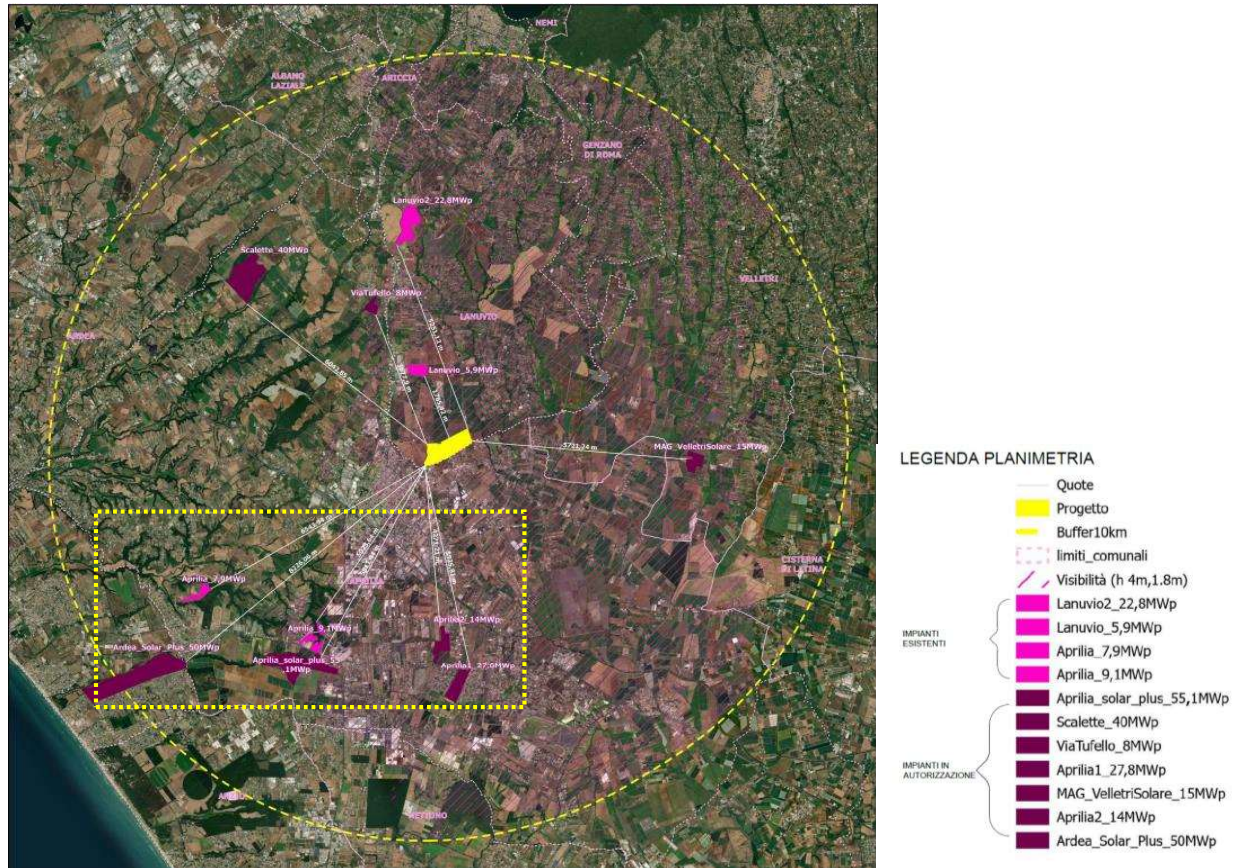 NEMI
ALBANO
LAZIALE
ARICCIA
GENZANO
DI ROMA
Lanuvio2_22,8MWp
Scalette_40MWp
ViaTufello_8MWp
VELLETRI
LANUVIO
ARDEA
Lanuvio_5,9MWp
5721,24 m
MAG_VelletriSolare_15MWp
CISTERNA
DI LATINA
APRILIA
Aprilia_7,9MWp
Aprilia_9,1MWp
Aprilia2_14MWp
Ardea_Solar_Plus_50MWp
Aprilia_solar_plus_55
,1MWp
NETTUNO
LEGENDA PLANIMETRIA
Quote
Progetto
Buffer10km
limiti_comunali
Visibilità (h 4m,1.8m)
IMPIANTI
ESISTENTI
Lanuvio2_22,8MWp
Lanuvio_5,9MWp
Aprilia_7,9MWp
Aprilia_9,1MWp
IMPIANTI IN
AUTORIZZAZIONE
Aprilia_solar_plus_55,1MWp
Scalette_40MWp
ViaTufello_8MWp
Aprilia1_27,8MWp
MAG_VelletriSolare_15MWp
Aprilia2_14MWp
Ardea_Solar_Plus_50MWp